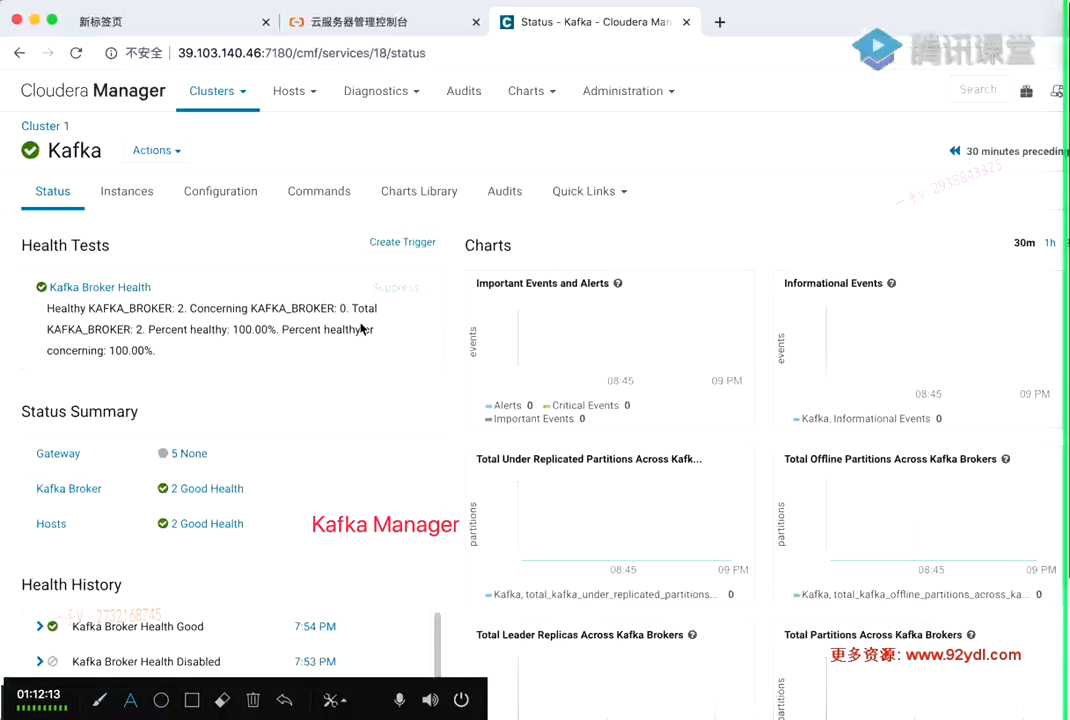 新标签页
云服务器管理控制台
Status - Kafka - Cloudera Man
不安全
39.103.140.46:7180/cmf/services/18/status
腾讯课堂
Cloudera Manager
Clusters
Hosts
Diagnostics
Audits
Charts
Administration
Search
Cluster 1
Kafka
Actions
30 minutes preceding
Status
Instances
Configuration
Commands
Charts Library
Audits
Quick Links
Health Tests
Create Trigger
Charts
30m
1h
Kafka Broker Health
Suppress
Healthy KAFKA_BROKER: 2. Concerning KAFKA_BROKER: 0. Total
KAFKA_BROKER: 2. Percent healthy: 100.00%. Percent healthy or
concerning: 100.00%.
Important Events and Alerts
events
08:45
09 PM
Alerts 0
Critical Events 0
Important Events 0
Informational Events
events
08:45
09 PM
Kafka, Informational Events 0
Status Summary
Gateway
5 None
Kafka Broker
2 Good Health
Hosts
2 Good Health
Kafka Manager
Total Under Replicated Partitions Across Kafk...
partitions
08:45
09 PM
Kafka, total_kafka_under_replicated_partitions... 0
Total Offline Partitions Across Kafka Brokers
partitions
08:45
09 PM
Kafka, total_kafka_offline_partitions_across_ka... 0
Health History
Kafka Broker Health Good
7:54 PM
Kafka Broker Health Disabled
7:53 PM
Total Leader Replicas Across Kafka Brokers
Total Partitions Across Kafka Brokers
partitions
更多资源: www.92ydl.com
01:12:13